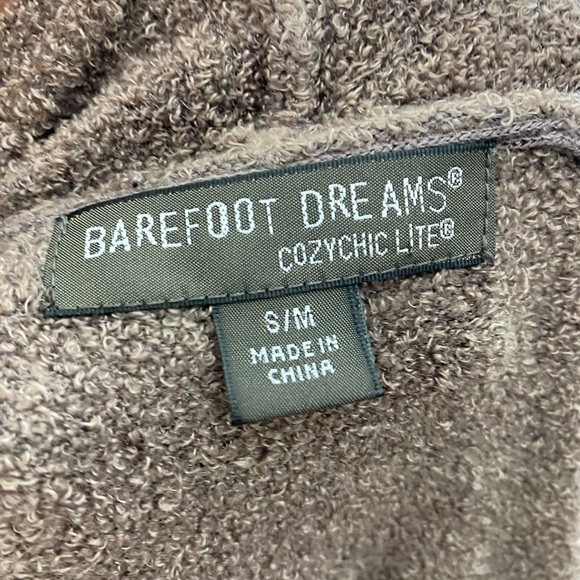 BAREFOOT DREAMS®
COZYCHIC LITE®
S/M
MADE IN
CHINA